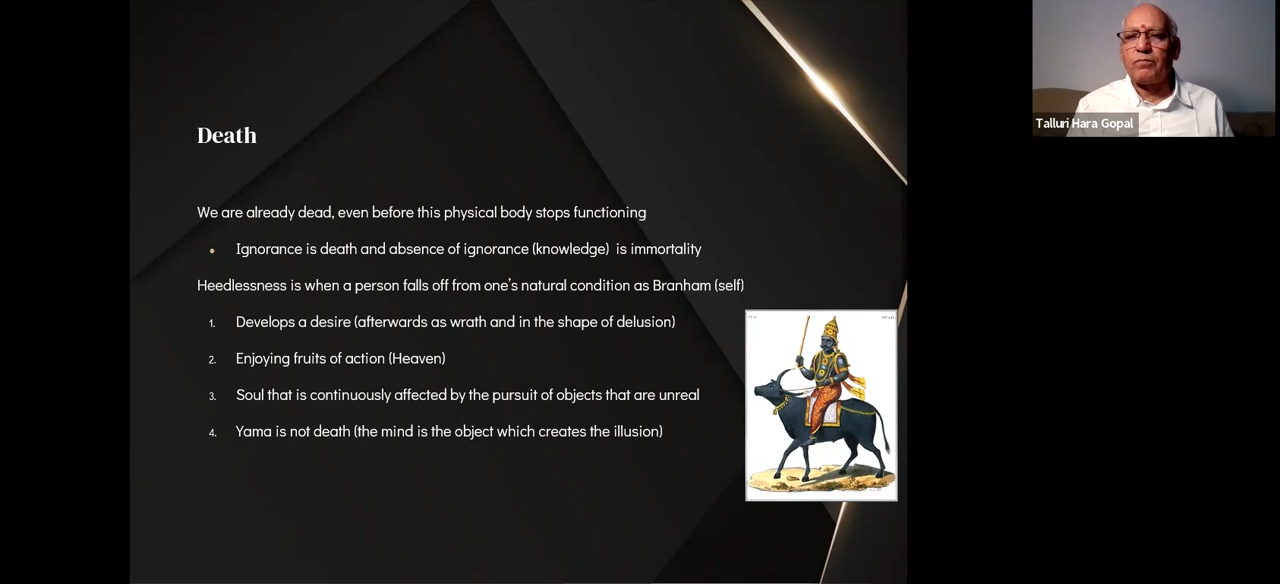 Death
We are already dead, even before this physical body stops functioning
• Ignorance is death and absence of ignorance (knowledge) is immortality
Heedlessness is when a person falls off from one's natural condition as Branham (self)
1. Develops a desire (afterwards as wrath and in the shape of delusion)
2. Enjoying fruits of action (Heaven)
3. Soul that is continuously affected by the pursuit of objects that are unreal
4. Yama is not death (the mind is the object which creates the illusion)
Talluri Hara Gopal